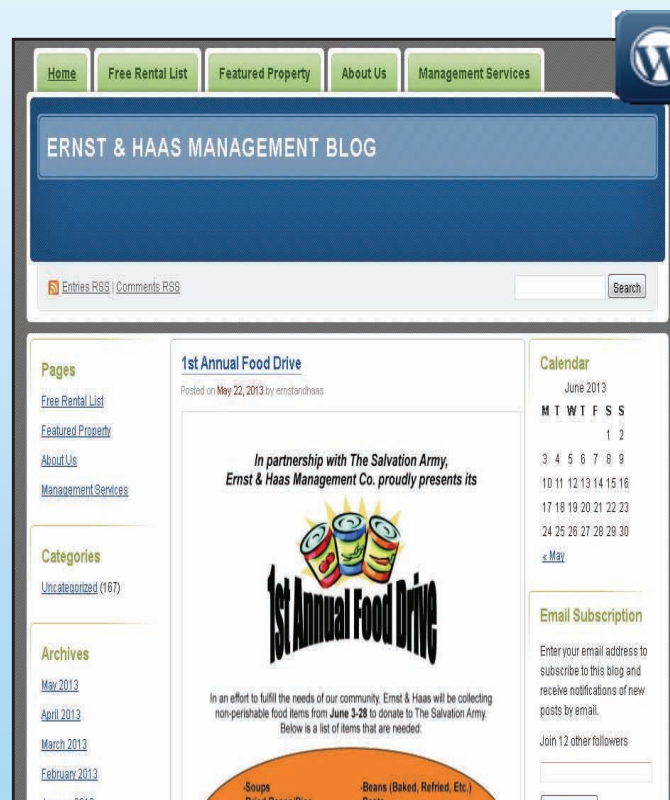 Home Free Rental List Featured Property About Us Management Services
ERNST & HAAS MANAGEMENT BLOG
Entries RSS | Comments RSS
Search
Pages
Free Rental List
Featured Property
About Us
Management Services
Categories
Uncategorized (167)
Archives
May 2013
April 2013
March 2013
February 2013
1st Annual Food Drive
Posted on May 22, 2013 by ernstandhaas
In partnership with The Salvation Army,
Ernst & Haas Management Co. proudly presents its
1st Annual Food Drive
In an effort to fulfill the needs of our community, Ernst & Haas will be collecting
non-perishable food items from June 3-28 to donate to The Salvation Army.
Below is a list of items that are needed:
-Soups -Beans (Baked, Refried, Etc.)
Calendar
June 2013
M T W T F S S
1 2
3 4 5 6 7 8 9
10 11 12 13 14 15 16
17 18 19 20 21 22 23
24 25 26 27 28 29 30
« May
Email Subscription
Enter your email address to
subscribe to this blog and
receive notifications of new
posts by email.
Join 12 other followers